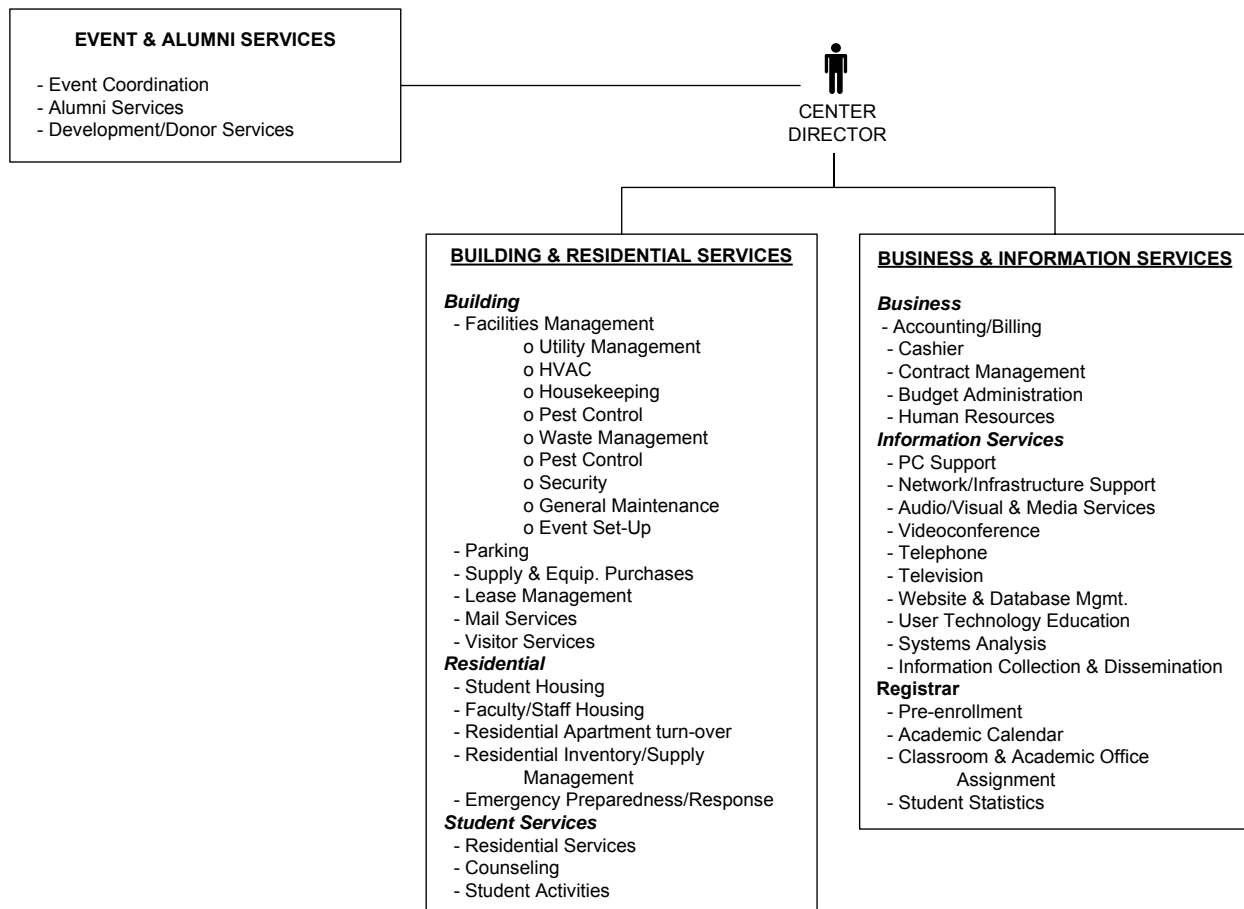 EVENT & ALUMNI SERVICES
- Event Coordination
- Alumni Services
- Development/Donor Services
CENTER
DIRECTOR
BUILDING & RESIDENTIAL SERVICES
Building
- Facilities Management
o Utility Management
o HVAC
o Housekeeping
o Pest Control
o Waste Management
o Pest Control
o Security
o General Maintenance
o Event Set-Up
- Parking
- Supply & Equip. Purchases
- Lease Management
- Mail Services
- Visitor Services
Residential
- Student Housing
- Faculty/Staff Housing
- Residential Apartment turn-over
- Residential Inventory/Supply
Management
- Emergency Preparedness/Response
Student Services
- Residential Services
- Counseling
- Student Activities
BUSINESS & INFORMATION SERVICES
Business
- Accounting/Billing
- Cashier
- Contract Management
- Budget Administration
- Human Resources
Information Services
- PC Support
- Network/Infrastructure Support
- Audio/Visual & Media Services
- Videoconference
- Telephone
- Television
- Website & Database Mgmt.
- User Technology Education
- Systems Analysis
- Information Collection & Dissemination
Registrar
- Pre-enrollment
- Academic Calendar
- Classroom & Academic Office
Assignment
- Student Statistics